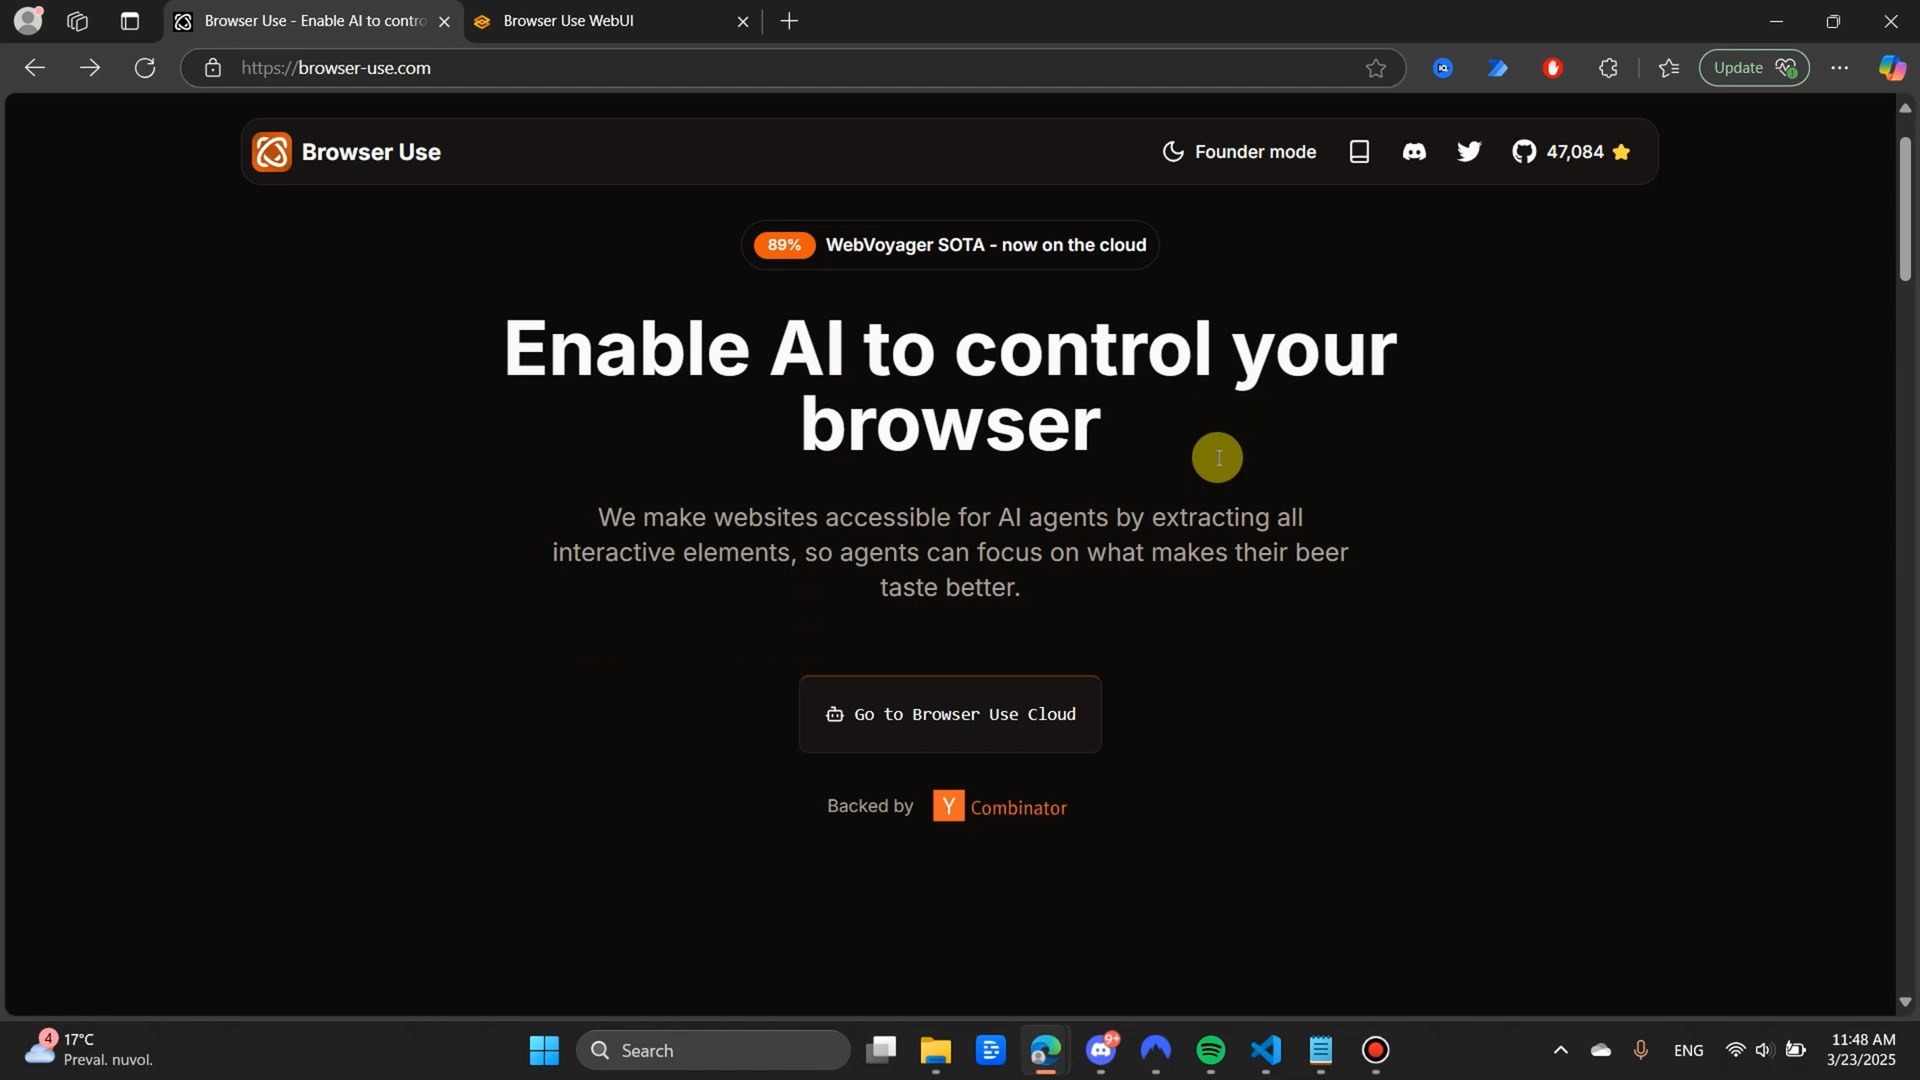 Browser Use - Enable AI to contro
Browser Use WebUI
https://browser-use.com
Update
Browser Use
Founder mode
47,084
89% WebVoyager SOTA - now on the cloud
Enable AI to control your
browser
We make websites accessible for AI agents by extracting all
interactive elements, so agents can focus on what makes their beer
taste better.
Go to Browser Use Cloud
Backed by Y Combinator
4
17°C
Preval. nuvol.
Search
9+
ENG
11:48 AM
3/23/2025